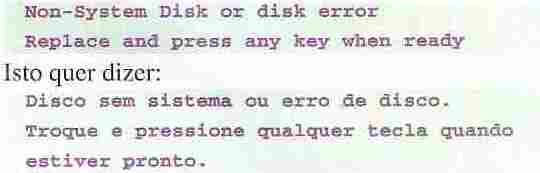 Non-System Disk or disk error
Replace and press any key when ready
Isto quer dizer:
Disco sem sistema ou erro de disco.
Troque e pressione qualquer tecla quando
estiver pronto.